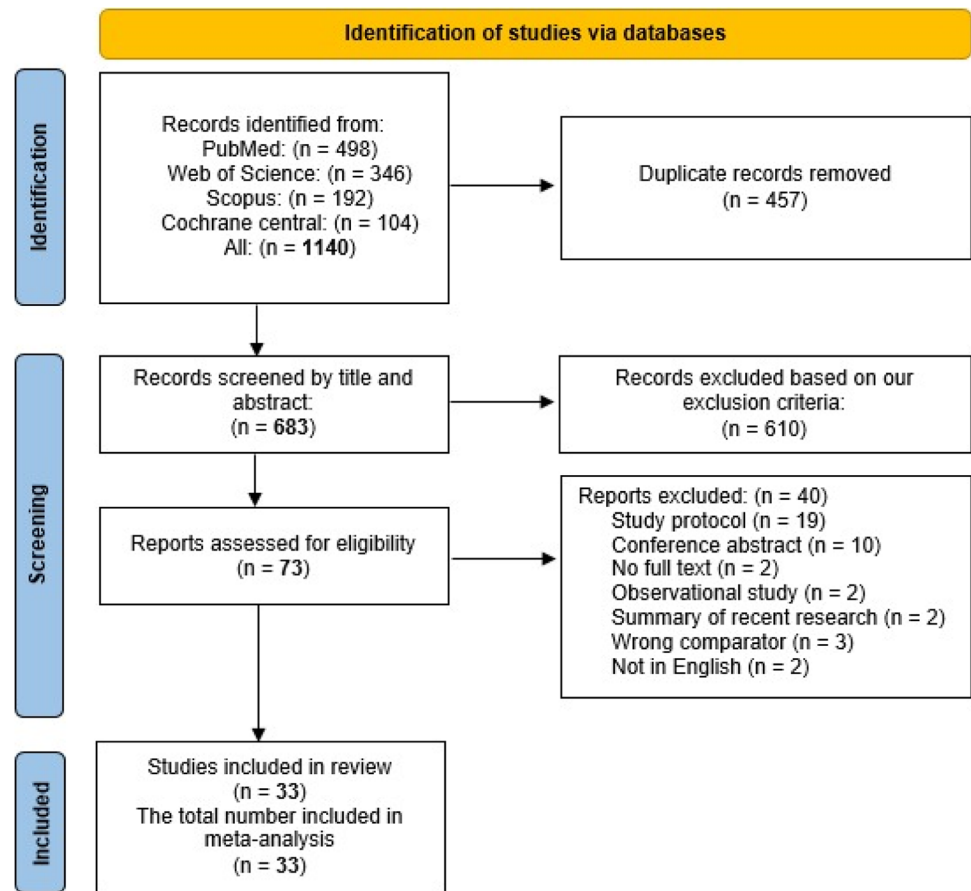 Identification of studies via databases
Identification
Records identified from:
PubMed: (n = 498)
Web of Science: (n = 346)
Scopus: (n = 192)
Cochrane central: (n = 104)
All: (n = 1140)
Duplicate records removed
(n = 457)
Screening
Records screened by title and
abstract:
(n = 683)
Records excluded based on our
exclusion criteria:
(n = 610)
Reports assessed for eligibility
(n = 73)
Reports excluded: (n = 40)
Study protocol (n = 19)
Conference abstract (n = 10)
No full text (n = 2)
Observational study (n = 2)
Summary of recent research (n = 2)
Wrong comparator (n = 3)
Not in English (n = 2)
Included
Studies included in review
(n = 33)
The total number included in
meta-analysis
(n = 33)